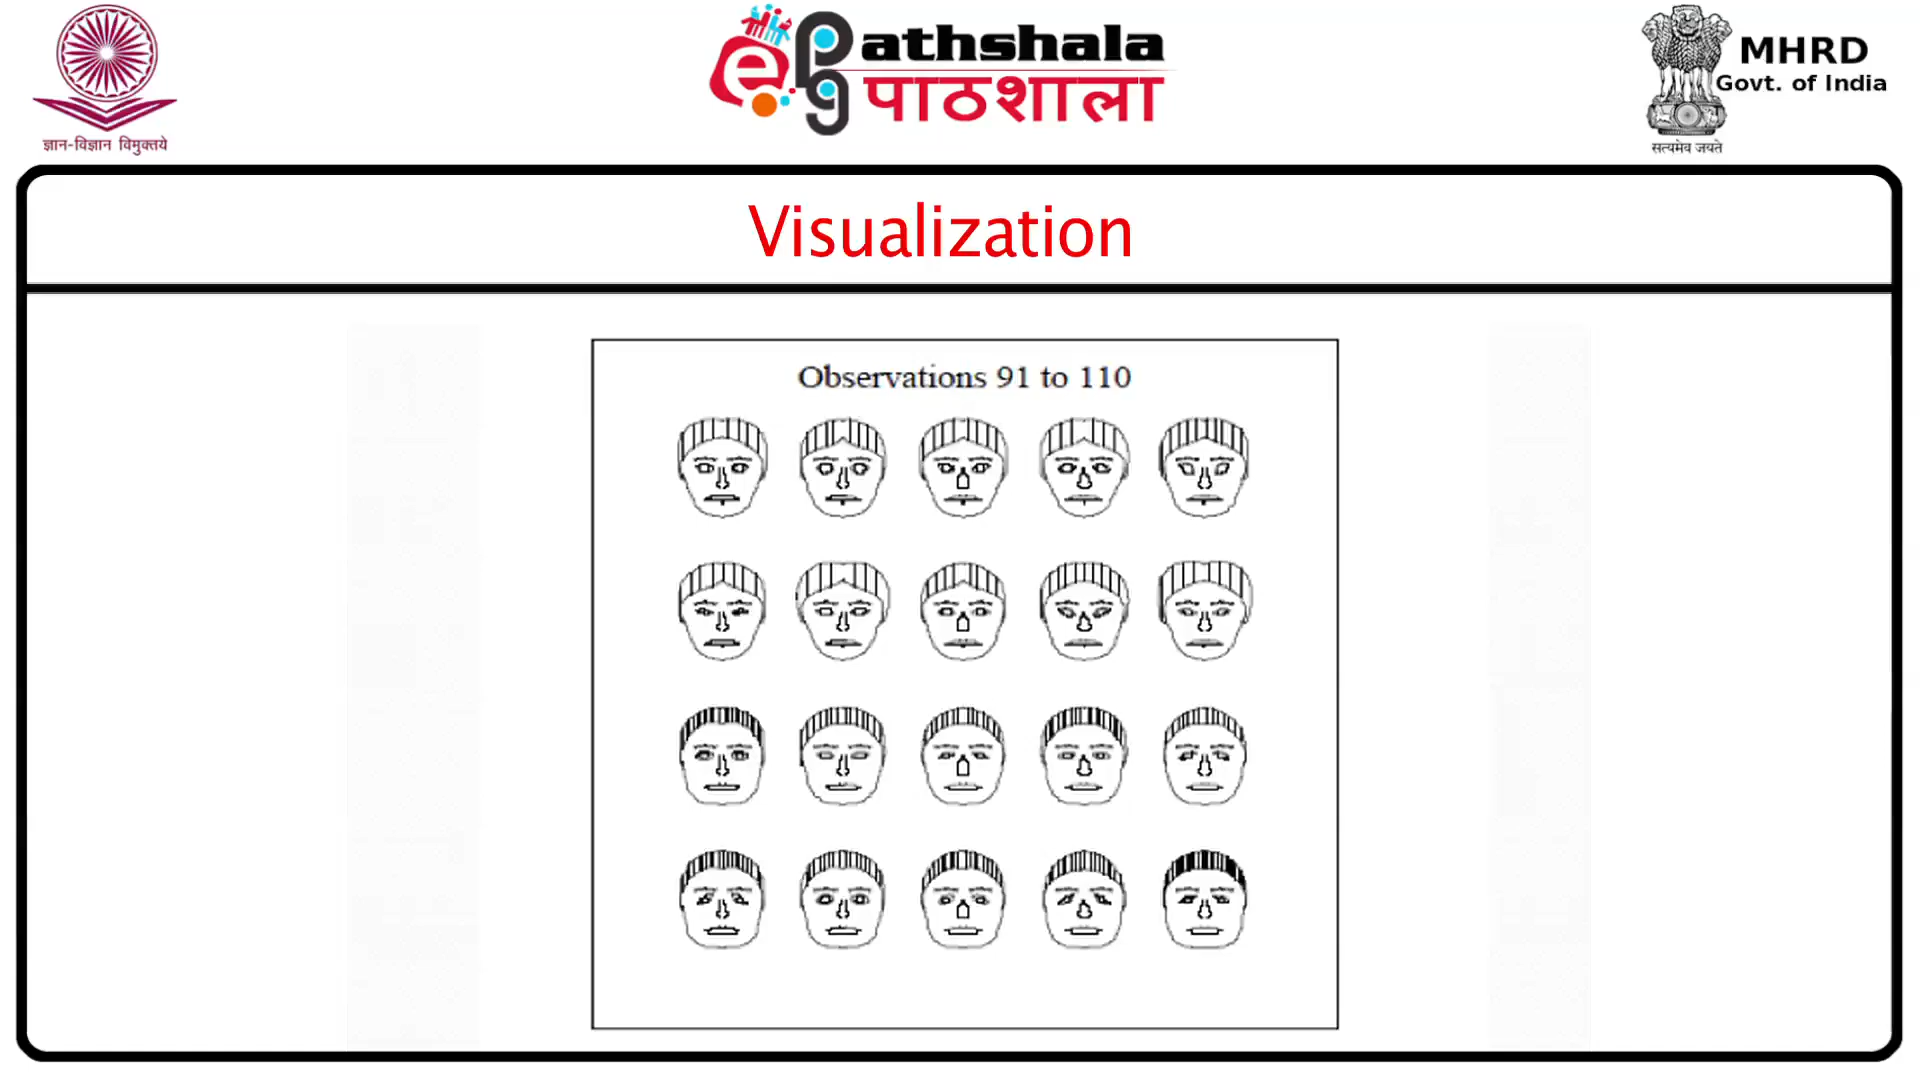 athshala
पाठशाला
MHRD
Govt. of India
ज्ञान-विज्ञान विमुक्तये
सत्यमेव जयते
Visualization
Observations 91 to 110